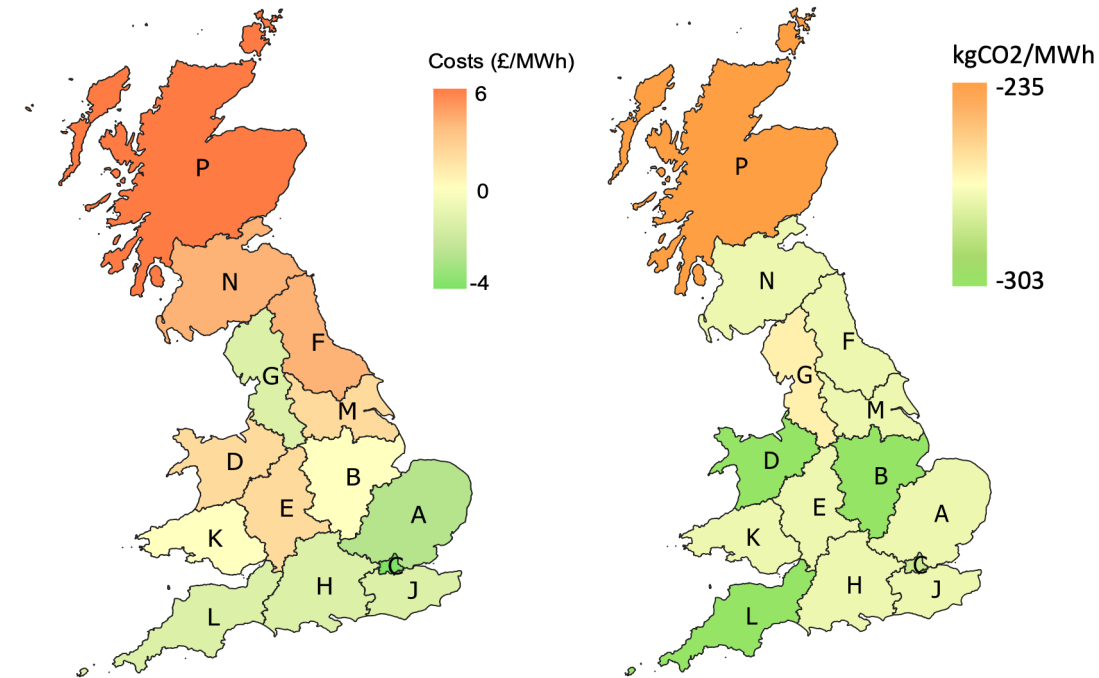 Costs (£/MWh)
6
0
-4
P
N
F
G
M
D
B
E
A
K
C
H
J
L
kgCO2/MWh
-235
-303
P
N
F
G
M
D
B
E
A
K
C
H
J
L